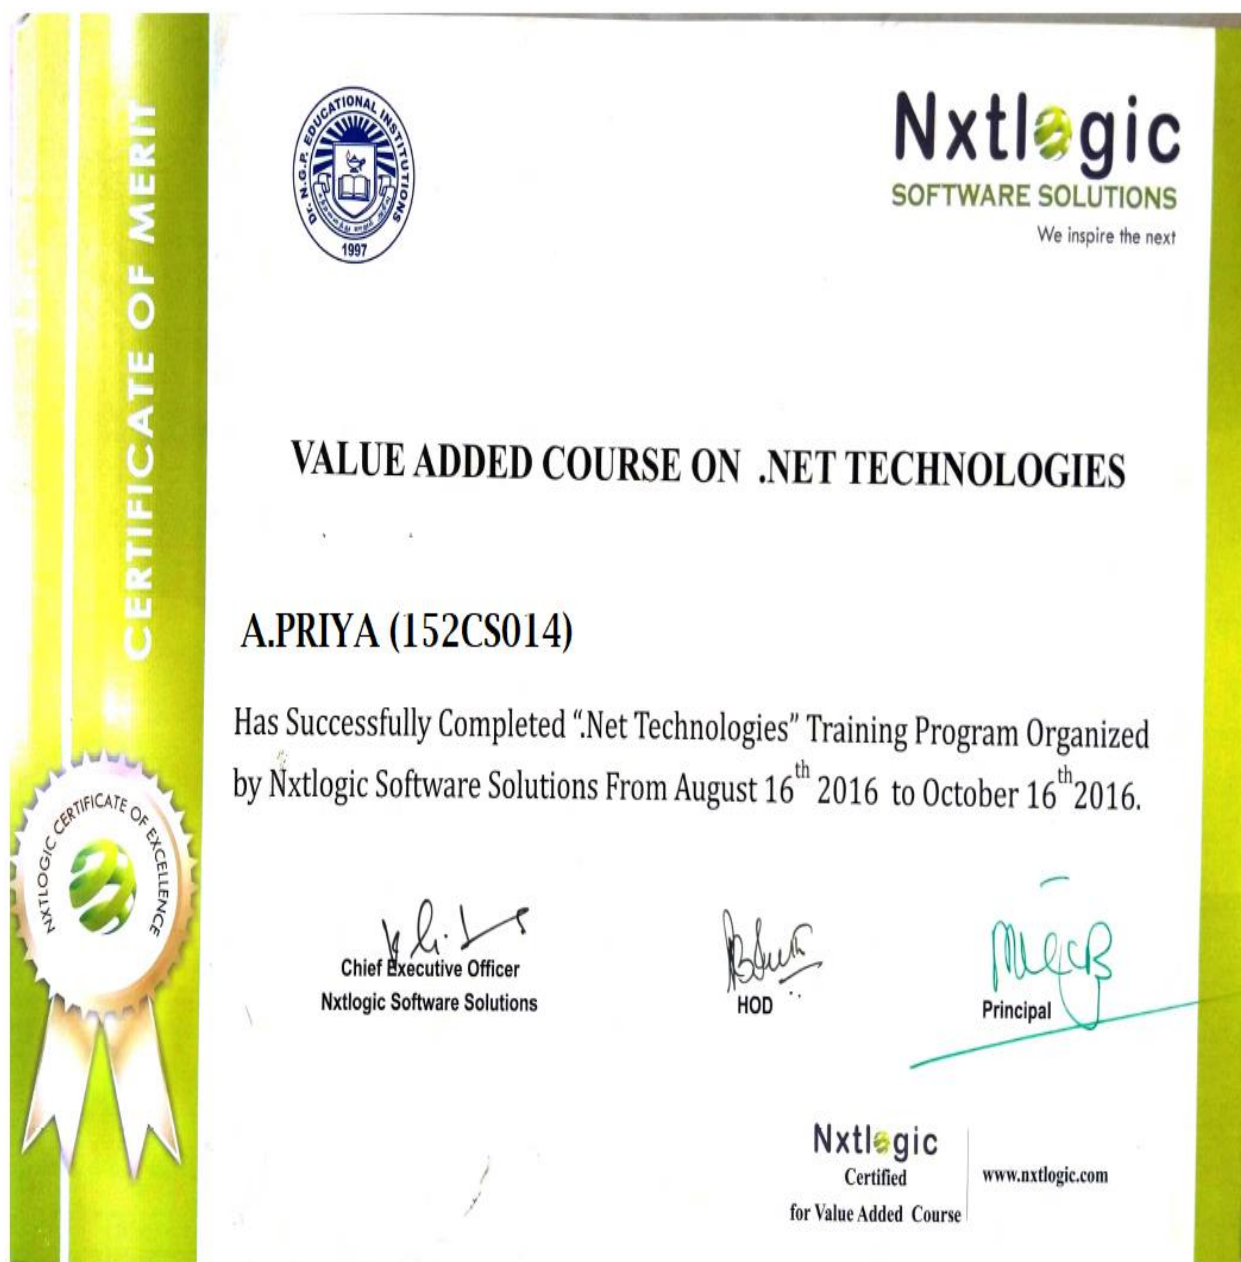 CERTIFICATE OF MERIT
Dr. N.G.P. EDUCATIONAL INSTITUTIONS
1997
Nxtlogic
SOFTWARE SOLUTIONS
We inspire the next
VALUE ADDED COURSE ON .NET TECHNOLOGIES
A.PRIYA (152CS014)
Has Successfully Completed “.Net Technologies” Training Program Organized
by Nxtlogic Software Solutions From August 16th 2016 to October 16th 2016.
NXTLOGIC CERTIFICATE OF EXCELLENCE
Chief Executive Officer
Nxtlogic Software Solutions
HOD
Principal
Nxtlogic
Certified
for Value Added Course
www.nxtlogic.com